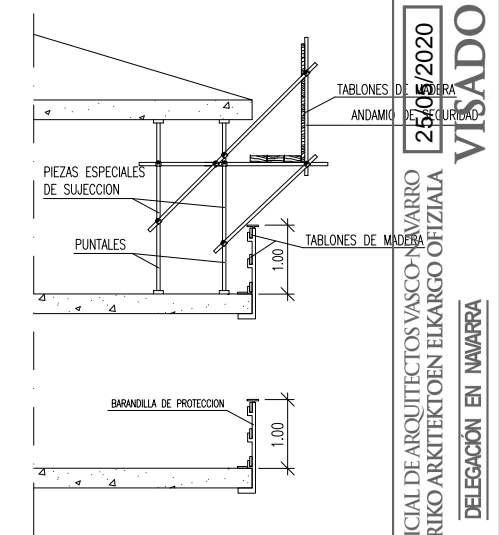 TABLONES DE MADERA
ANDAMIO DE SEGURIDAD
PIEZAS ESPECIALES
DE SUJECCION
PUNTALES
TABLONES DE MADERA
1.00
BARANDILLA DE PROTECCION
1.00
25/05/2020
VISADO
ICIAL DE ARQUITECTOS VASCO-NAVARRO
RIKO ARKITEKTOEN ELKARGO OFIZIALA
DELEGACIÓN EN NAVARRA